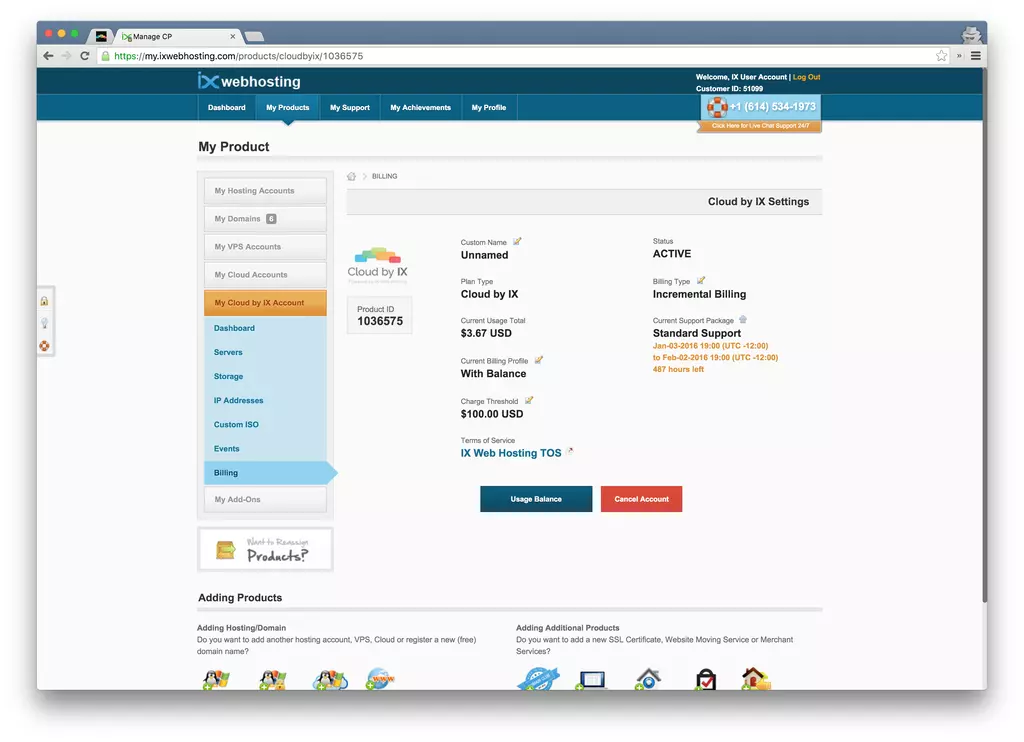 Manage CP
https://my.ixwebhosting.com/products/cloudbyix/1036575
ix webhosting
Welcome, IX User Account | Log Out
Customer ID: 51099
Dashboard
My Products
My Support
My Achievements
My Profile
+1 (614) 534-1973
Click Here for Live Chat Support 24/7
My Product
My Hosting Accounts
My Domains 6
My VPS Accounts
My Cloud Accounts
My Cloud by IX Account
Dashboard
Servers
Storage
IP Addresses
Custom ISO
Events
Billing
My Add-Ons
Want to Reassign
Products?
BILLING
Cloud by IX Settings
Cloud by IX
Product ID
1036575
Custom Name
Unnamed
Plan Type
Cloud by IX
Current Usage Total
$3.67 USD
Current Billing Profile
With Balance
Charge Threshold
$100.00 USD
Terms of Service
IX Web Hosting TOS
Status
ACTIVE
Billing Type
Incremental Billing
Current Support Package
Standard Support
Jan-03-2016 19:00 (UTC -12:00)
to Feb-02-2016 19:00 (UTC -12:00)
487 hours left
Usage Balance
Cancel Account
Adding Products
Adding Hosting/Domain
Do you want to add another hosting account, VPS, Cloud or register a new (free)
domain name?
Adding Additional Products
Do you want to add a new SSL Certificate, Website Moving Service or Merchant
Services?
www